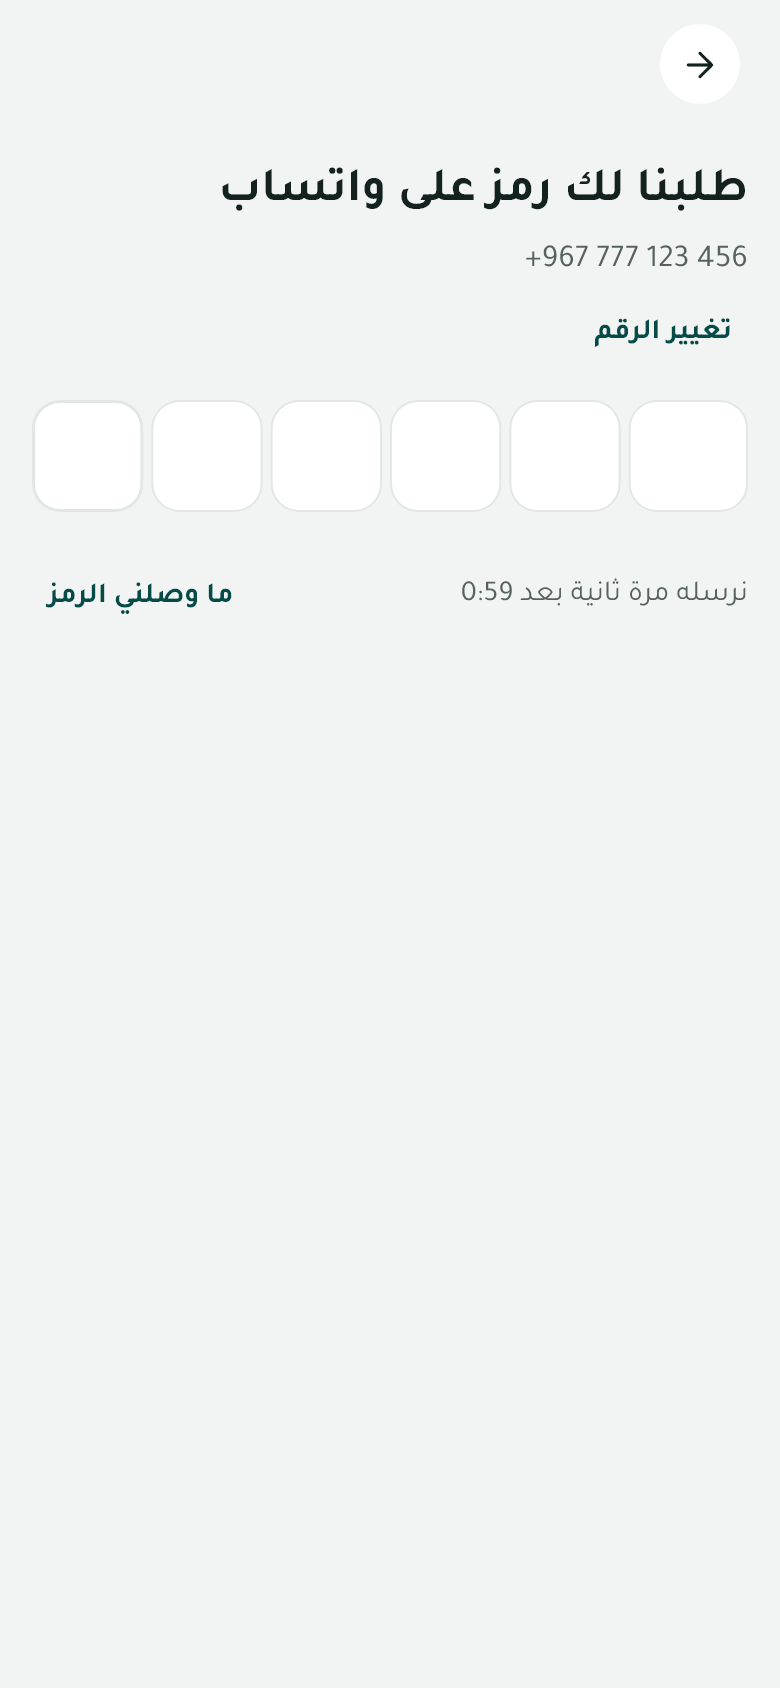 طلبنا لك رمز على واتساب
+967 777 123 456
تغيير الرقم
نرسله مرة ثانية بعد 0:59
ما وصلني الرمز